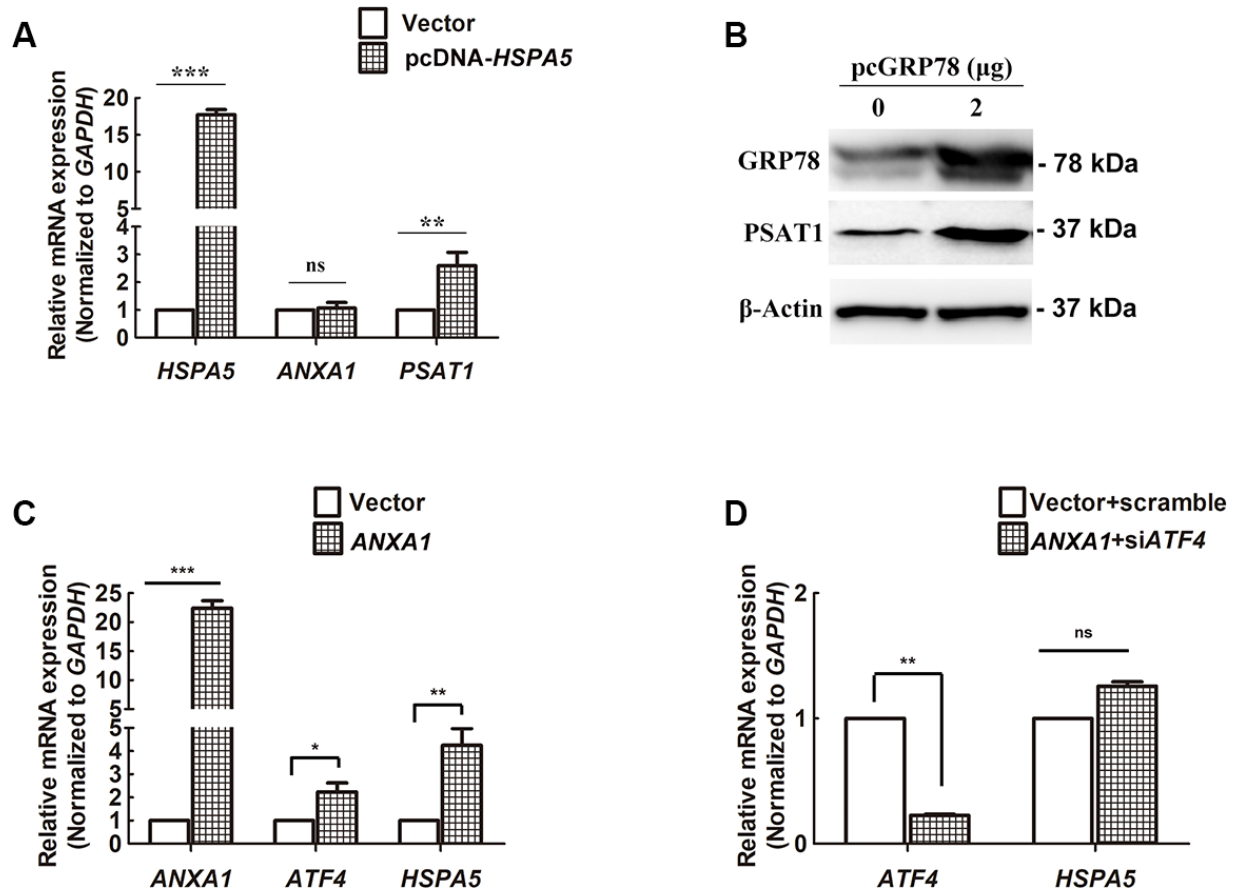 A
Vector
pcDNA-HSPA5
Relative mRNA expression
(Normalized to GAPDH)
20
15
10
5
4
3
2
1
0
***
ns
**
HSPA5
ANXA1
PSAT1
B
pcGRP78 (μg)
0 2
GRP78 - 78 kDa
PSAT1 - 37 kDa
β-Actin - 37 kDa
C
Vector
ANXA1
Relative mRNA expression
(Normalized to GAPDH)
25
20
15
10
5
5
4
3
2
1
0
***
*
**
ANXA1
ATF4
HSPA5
D
Vector+scramble
ANXA1+siATF4
Relative mRNA expression
(Normalized to GAPDH)
2
1
0
**
ns
ATF4
HSPA5